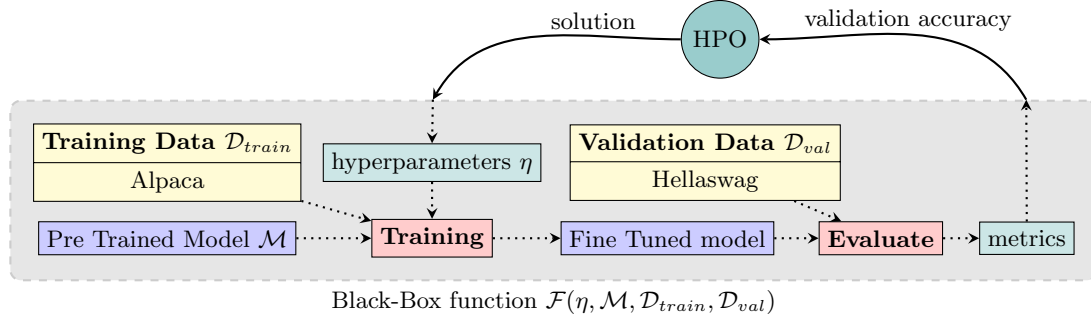 solution
HPO
validation accuracy
Training Data 𝒟_train
Alpaca
hyperparameters η
Validation Data 𝒟_val
Hellaswag
Pre Trained Model ℳ
Training
Fine Tuned model
Evaluate
metrics
Black-Box function ℱ(η, ℳ, 𝒟_train, 𝒟_val)